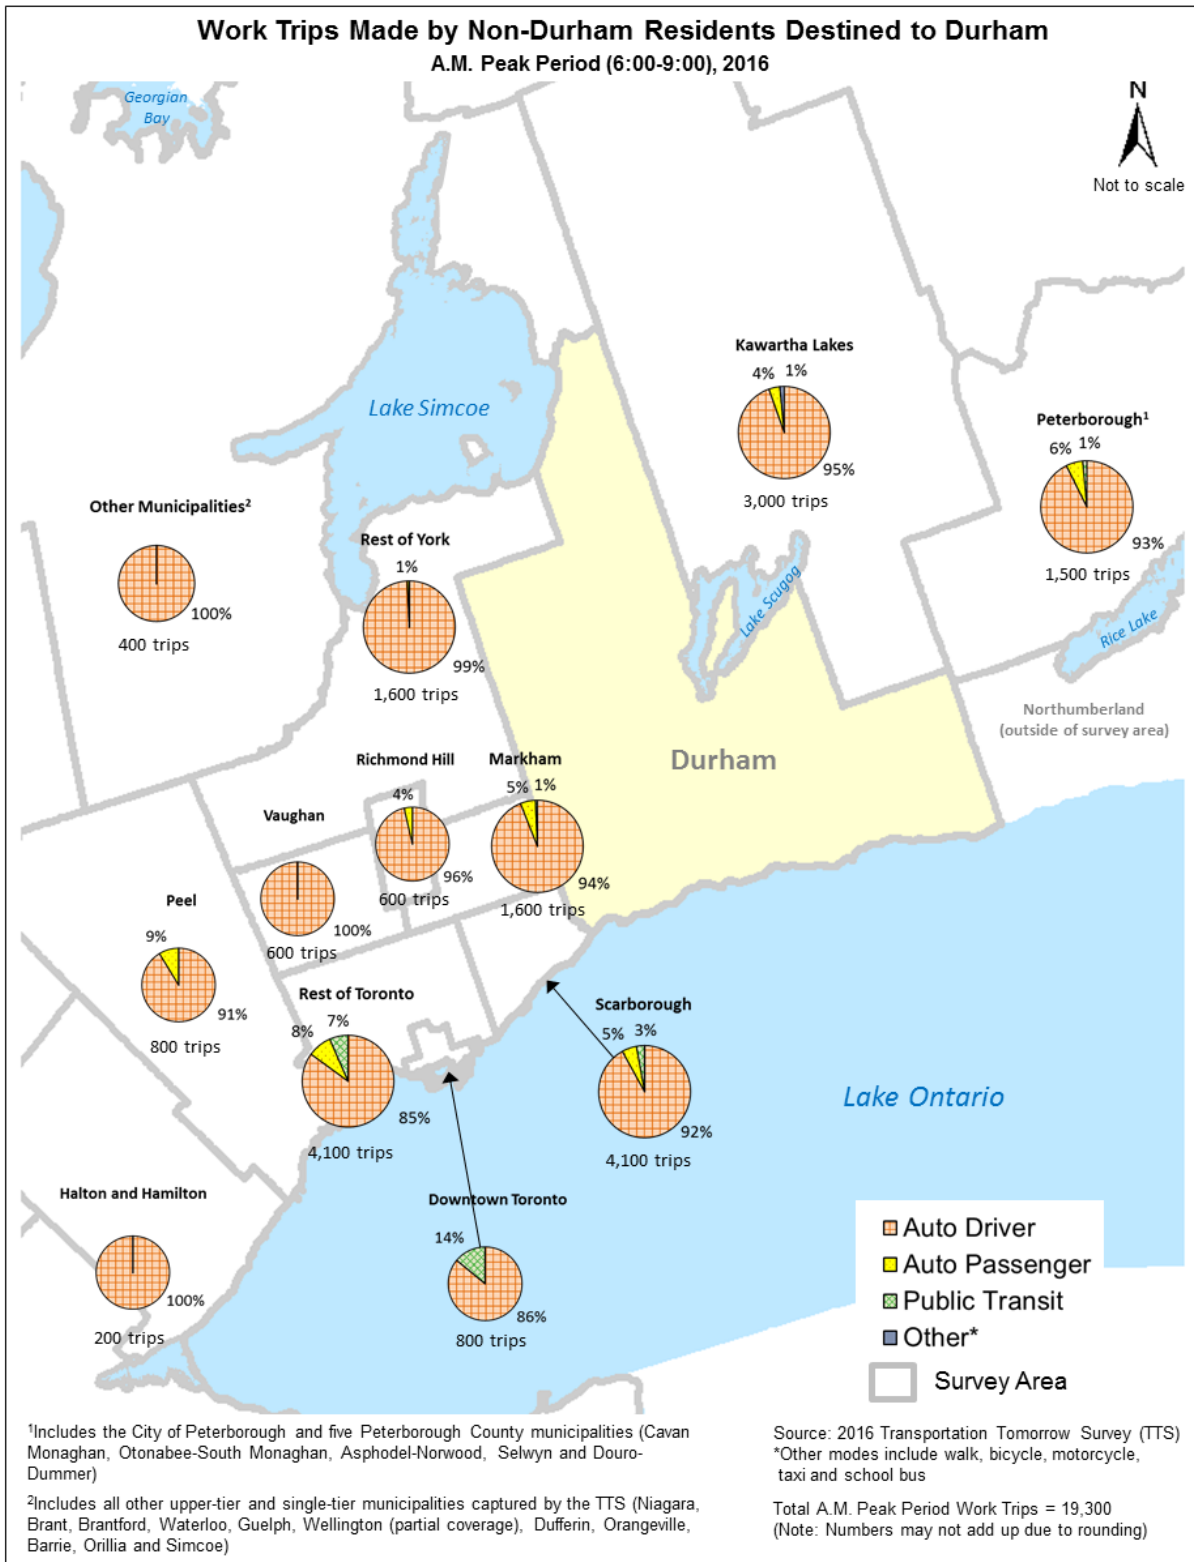 Work Trips Made by Non-Durham Residents Destined to Durham
A.M. Peak Period (6:00-9:00), 2016
Georgian
Bay
N
Not to scale
Kawartha Lakes
4% 1%
95%
3,000 trips
Lake Simcoe
Peterborough¹
6% 1%
93%
1,500 trips
Other Municipalities²
100%
400 trips
Rest of York
1%
99%
1,600 trips
Lake Scugog
Rice Lake
Northumberland
(outside of survey area)
Durham
Richmond Hill
4%
96%
600 trips
Markham
5% 1%
94%
1,600 trips
Vaughan
100%
600 trips
Peel
9%
91%
800 trips
Rest of Toronto
8% 7%
85%
4,100 trips
Scarborough
5% 3%
92%
4,100 trips
Lake Ontario
Halton and Hamilton
100%
200 trips
Downtown Toronto
14%
86%
800 trips
Auto Driver
Auto Passenger
Public Transit
Other*
Survey Area
¹Includes the City of Peterborough and five Peterborough County municipalities (Cavan
Monaghan, Otonabee-South Monaghan, Asphodel-Norwood, Selwyn and Douro-
Dummer)
²Includes all other upper-tier and single-tier municipalities captured by the TTS (Niagara,
Brant, Brantford, Waterloo, Guelph, Wellington (partial coverage), Dufferin, Orangeville,
Barrie, Orillia and Simcoe)
Source: 2016 Transportation Tomorrow Survey (TTS)
*Other modes include walk, bicycle, motorcycle,
taxi and school bus
Total A.M. Peak Period Work Trips = 19,300
(Note: Numbers may not add up due to rounding)